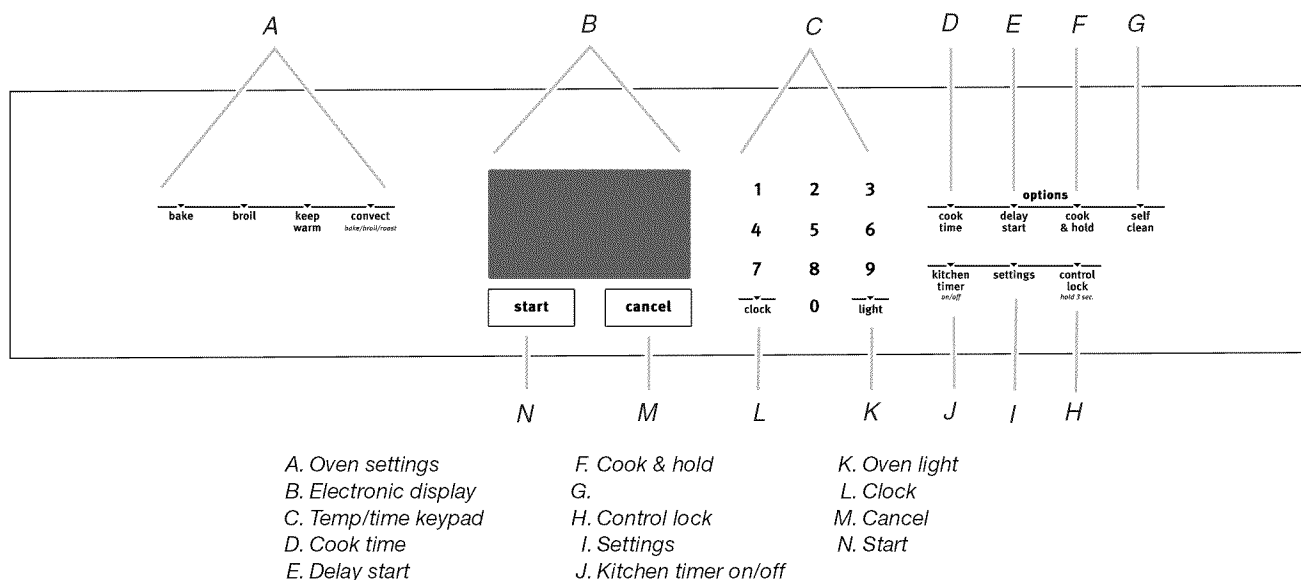 A B C D E F G
options
bake broil keep warm convect
bake/broil/roast
1 2 3
4 5 6
7 8 9
clock 0 light
start cancel
cook time delay start cook & hold self clean
kitchen timer settings control lock
on/off hold 3 sec.
N M L K J I H
A. Oven settings
B. Electronic display
C. Temp/time keypad
D. Cook time
E. Delay start
F. Cook & hold
G.
H. Control lock
I. Settings
J. Kitchen timer on/off
K. Oven light
L. Clock
M. Cancel
N. Start